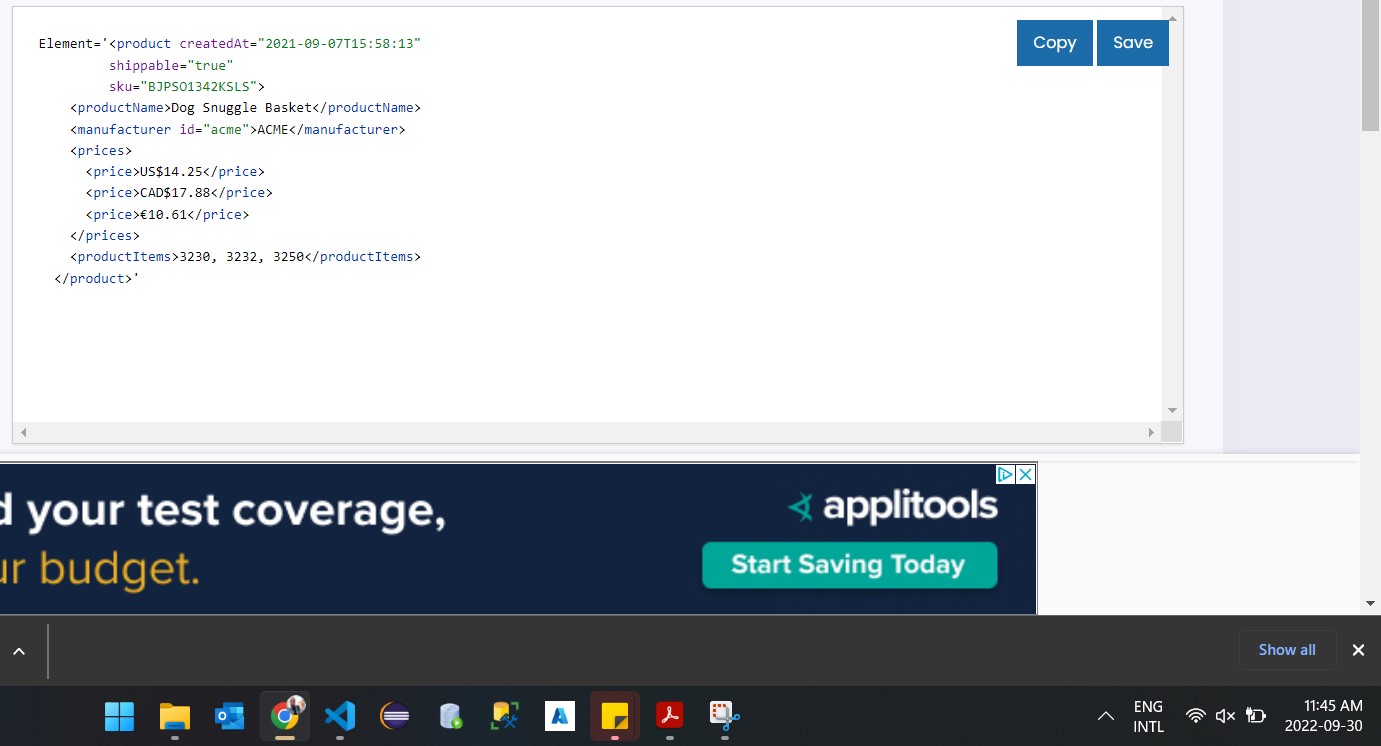 Element='<product createdAt="2021-09-07T15:58:13"
shippable="true"
sku="BJPSO1342KSLS">
<productName>Dog Snuggle Basket</productName>
<manufacturer id="acme">ACME</manufacturer>
<prices>
<price>US$14.25</price>
<price>CAD$17.88</price>
<price>€10.61</price>
</prices>
<productItems>3230, 3232, 3250</productItems>
</product>'
Copy
Save
d your test coverage,
ur budget.
applitools
Start Saving Today
Show all
ENG
INTL
11:45 AM
2022-09-30